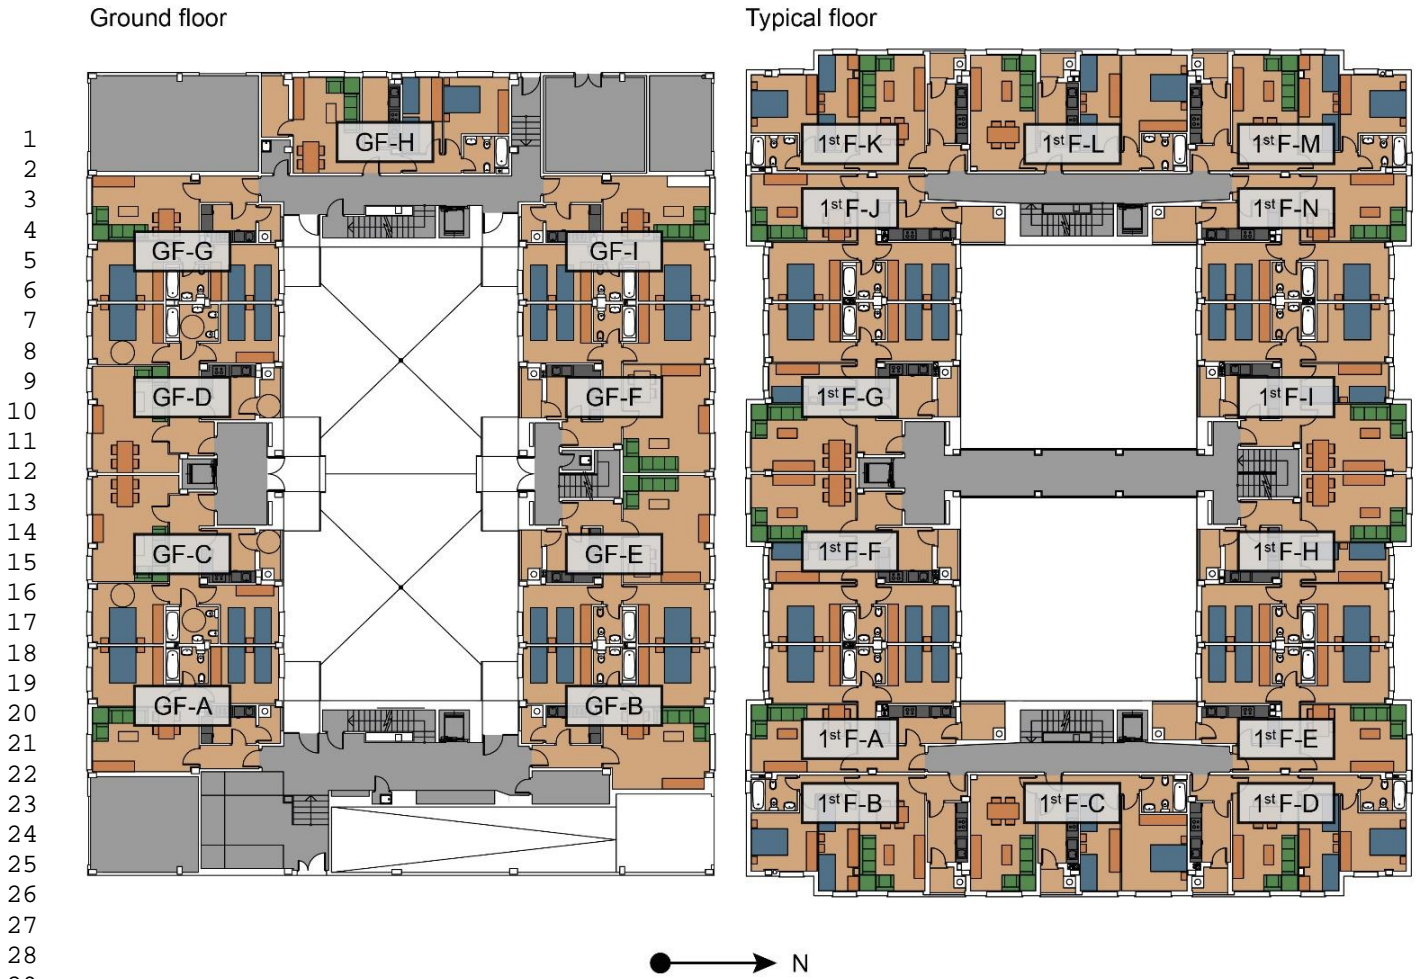 Ground floor
Typical floor
1
2
3
4
5
6
7
8
9
10
11
12
13
14
15
16
17
18
19
20
21
22
23
24
25
26
27
28
GF-H
GF-G
GF-I
GF-D
GF-F
GF-C
GF-E
GF-A
GF-B
1st F-K
1st F-L
1st F-M
1st F-J
1st F-N
1st F-G
1st F-I
1st F-F
1st F-H
1st F-A
1st F-E
1st F-B
1st F-C
1st F-D
N